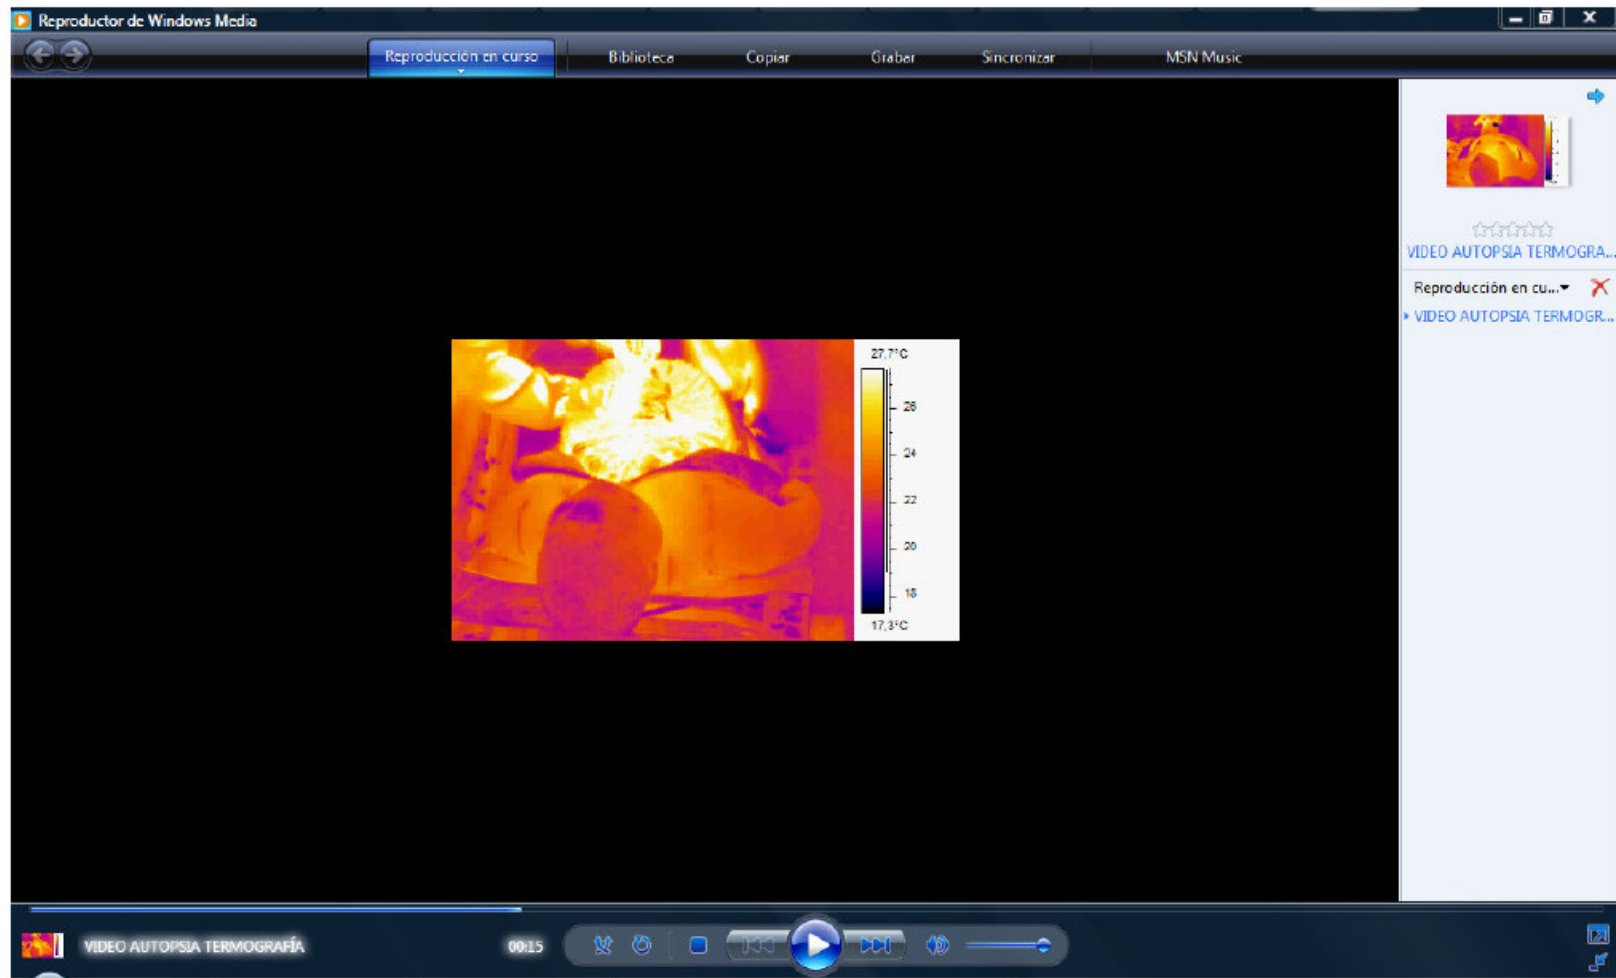 Reproductor de Windows Media
Reproducción en curso Biblioteca Copiar Grabar Sincronizar MSN Music
VIDEO AUTOPSIA TERMOGRA...
Reproducción en cu...
VIDEO AUTOPSIA TERMOGR...
27,7°C
26
24
22
20
18
17,3°C
VIDEO AUTOPSIA TERMOGRAFÍA 00:15